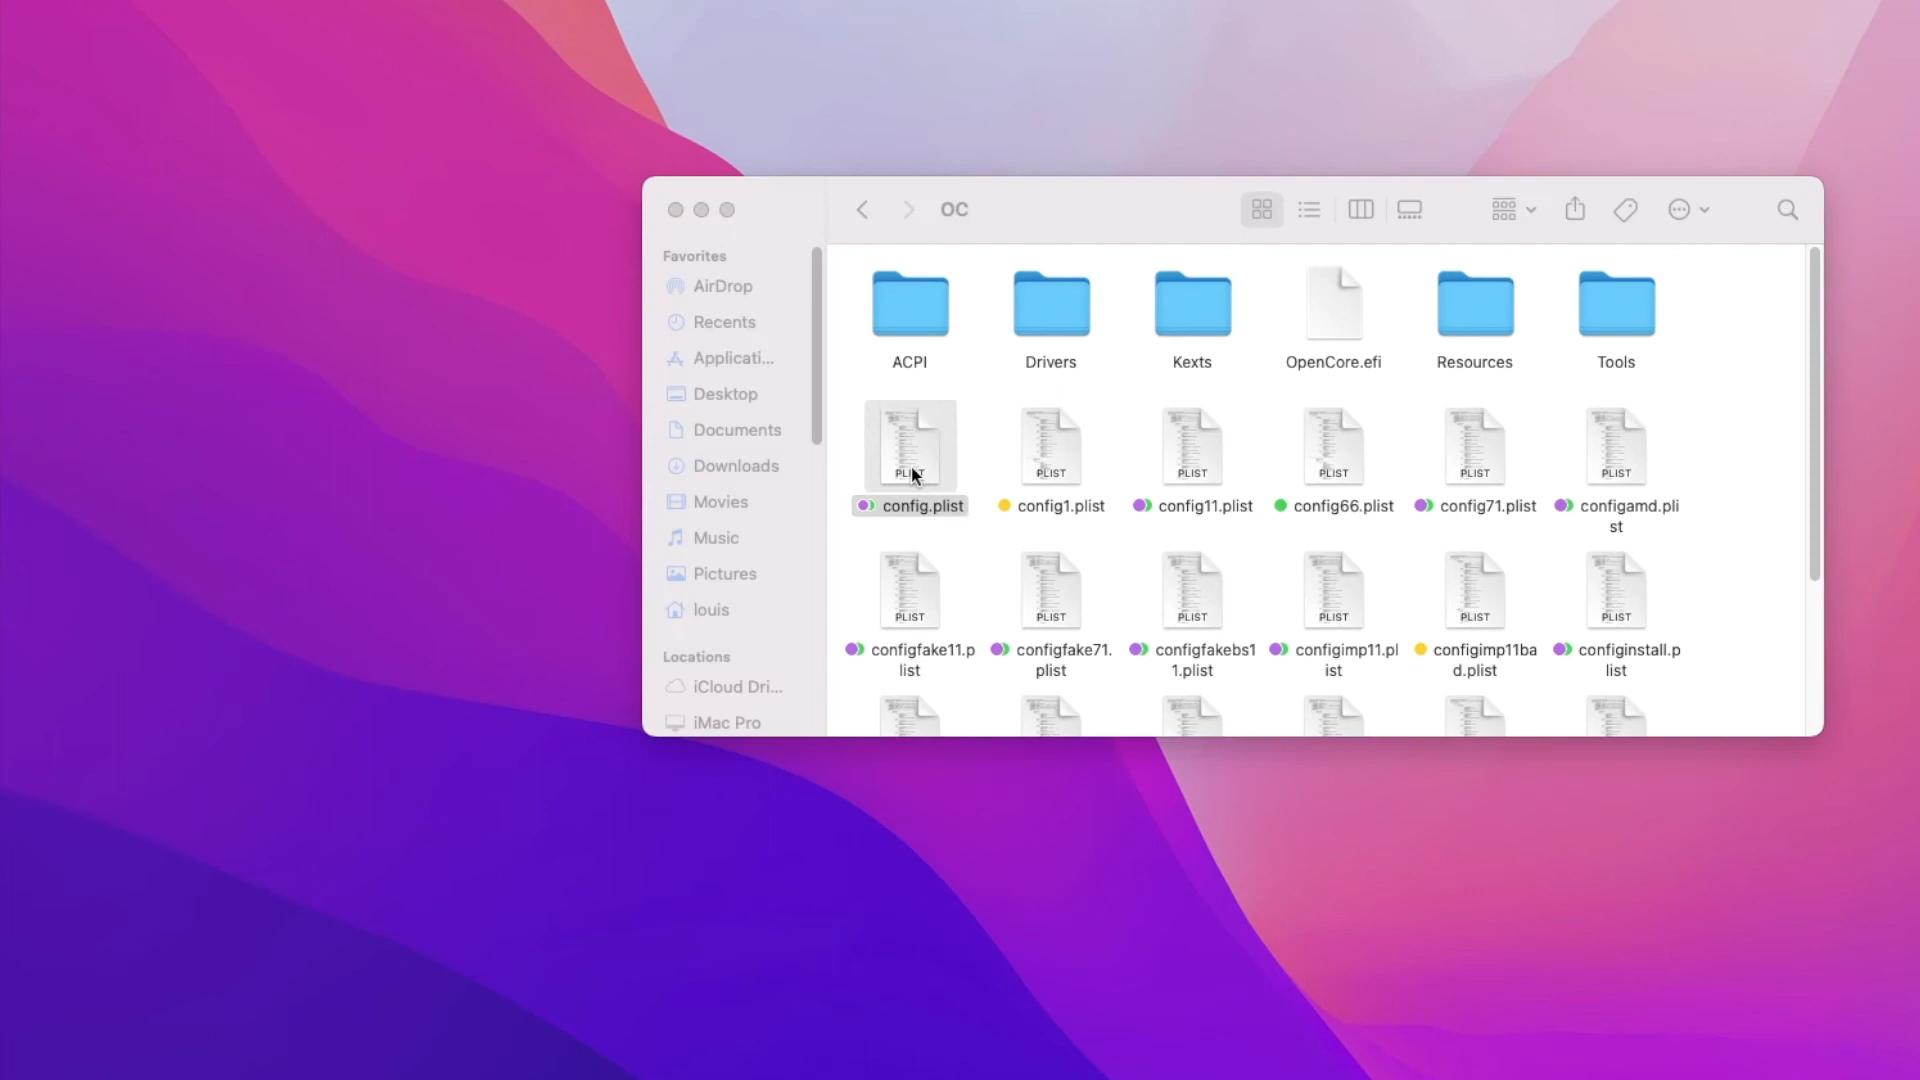 OC
Favorites
AirDrop
Recents
Applicati...
Desktop
Documents
Downloads
Movies
Music
Pictures
louis
Locations
iCloud Dri...
iMac Pro
ACPI
Drivers
Kexts
OpenCore.efi
Resources
Tools
PLIST
PLIST
PLIST
PLIST
PLIST
PLIST
config.plist
config1.plist
config11.plist
config66.plist
config71.plist
configamd.pli
st
PLIST
PLIST
PLIST
PLIST
PLIST
PLIST
configfake11.p
list
configfake71.
plist
configfakebs1
1.plist
configimp11.pl
ist
configimp11ba
d.plist
configinstall.p
list